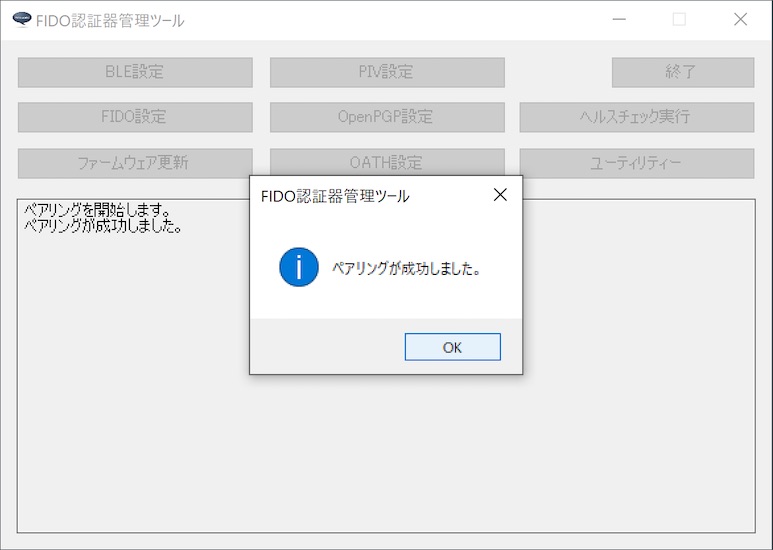 FIDO認証器管理ツール
BLE設定
PIV設定
終了
FIDO設定
OpenPGP設定
ヘルスチェック実行
ファームウェア更新
OATH設定
ユーティリティー
ペアリングを開始します。
ペアリングが成功しました。
FIDO認証器管理ツール
ペアリングが成功しました。
OK